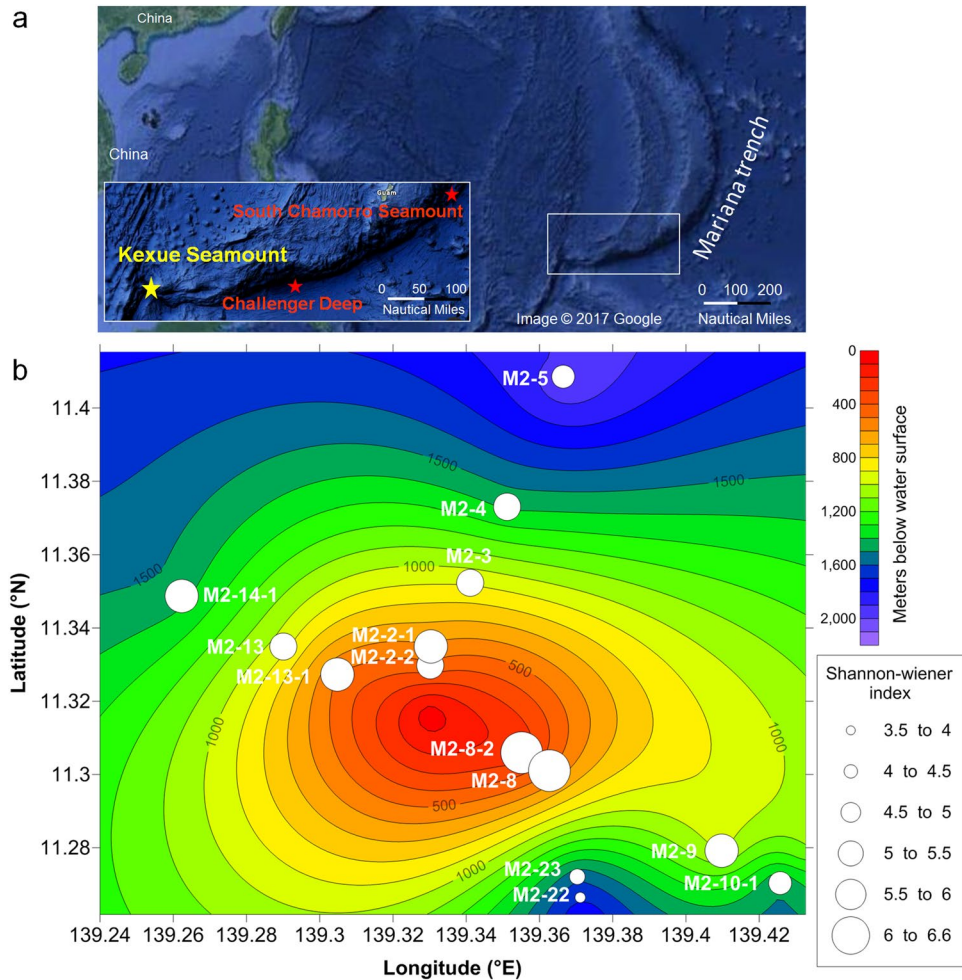 a
China
China
Mariana trench
Guam
South Chamorro Seamount
Kexue Seamount
Challenger Deep
0 50 100
Nautical Miles
0 100 200
Nautical Miles
Image © 2017 Google
b
11.4
11.38
11.36
11.34
11.32
11.3
11.28
Latitude (°N)
139.24 139.26 139.28 139.3 139.32 139.34 139.36 139.38 139.4 139.42
Longitude (°E)
M2-5
1500
1500
M2-4
M2-3
1000
1500
M2-14-1
M2-2-1
M2-13
M2-2-2
500
M2-13-1
1000
1000
M2-8-2
M2-8
500
M2-9
1000
M2-23
M2-10-1
M2-22
0
400
800
1,200
1,600
2,000
Meters below water surface
Shannon-wiener
index
3.5 to 4
4 to 4.5
4.5 to 5
5 to 5.5
5.5 to 6
6 to 6.6